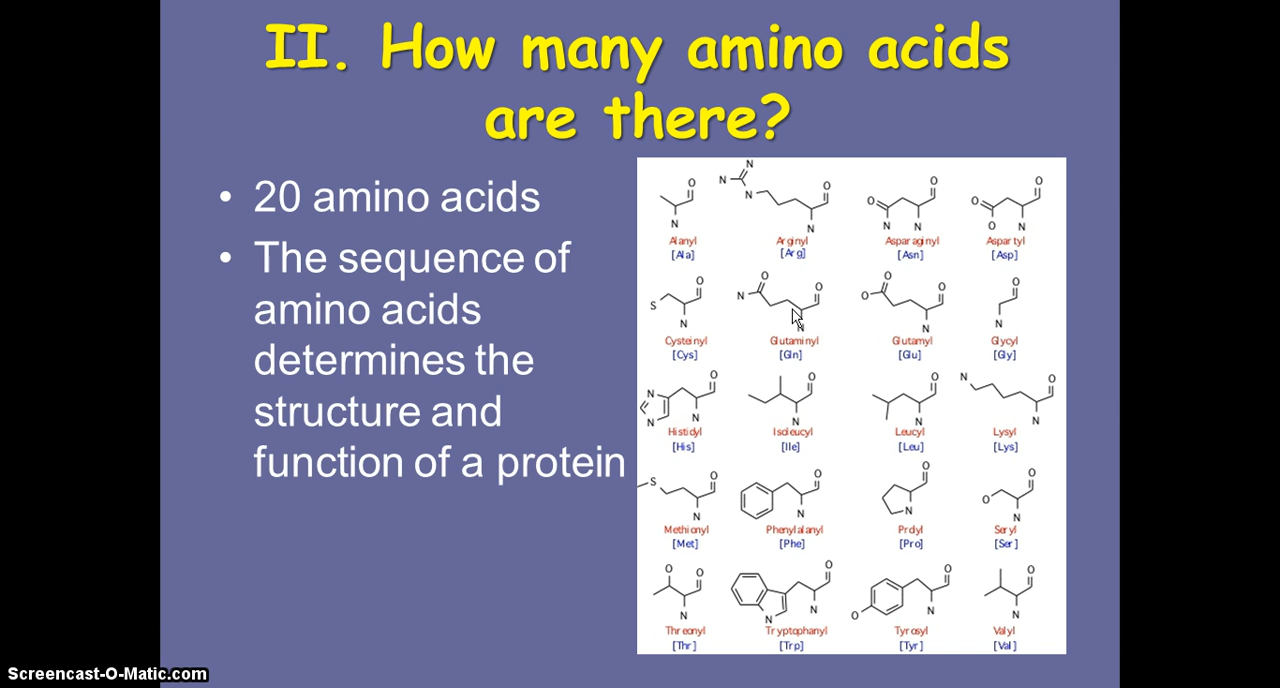 II. How many amino acids
are there?
• 20 amino acids
• The sequence of
amino acids
determines the
structure and
function of a protein
N N O O O O O
N N N N O N
Alanyl Arginyl Asparaginyl Aspartyl
[Ala] [Arg] [Asn] [Asp]
O O O O O O
S N O
N N N N
Cysteinyl Glutaminyl Glutamyl Glycyl
[Cys] [Gln] [Glu] [Gly]
O O O N O
N N N N N N
Histidyl Isoleucyl Leucyl Lysyl
[His] [Ile] [Leu] [Lys]
S O O O O
O
N N N N
Methionyl Phenylalanyl Prolyl Seryl
[Met] [Phe] [Pro] [Ser]
O O O O O
N N N O N N
Threonyl Tryptophanyl Tyrosyl Valyl
[Thr] [Trp] [Tyr] [Val]
Screencast-O-Matic.com